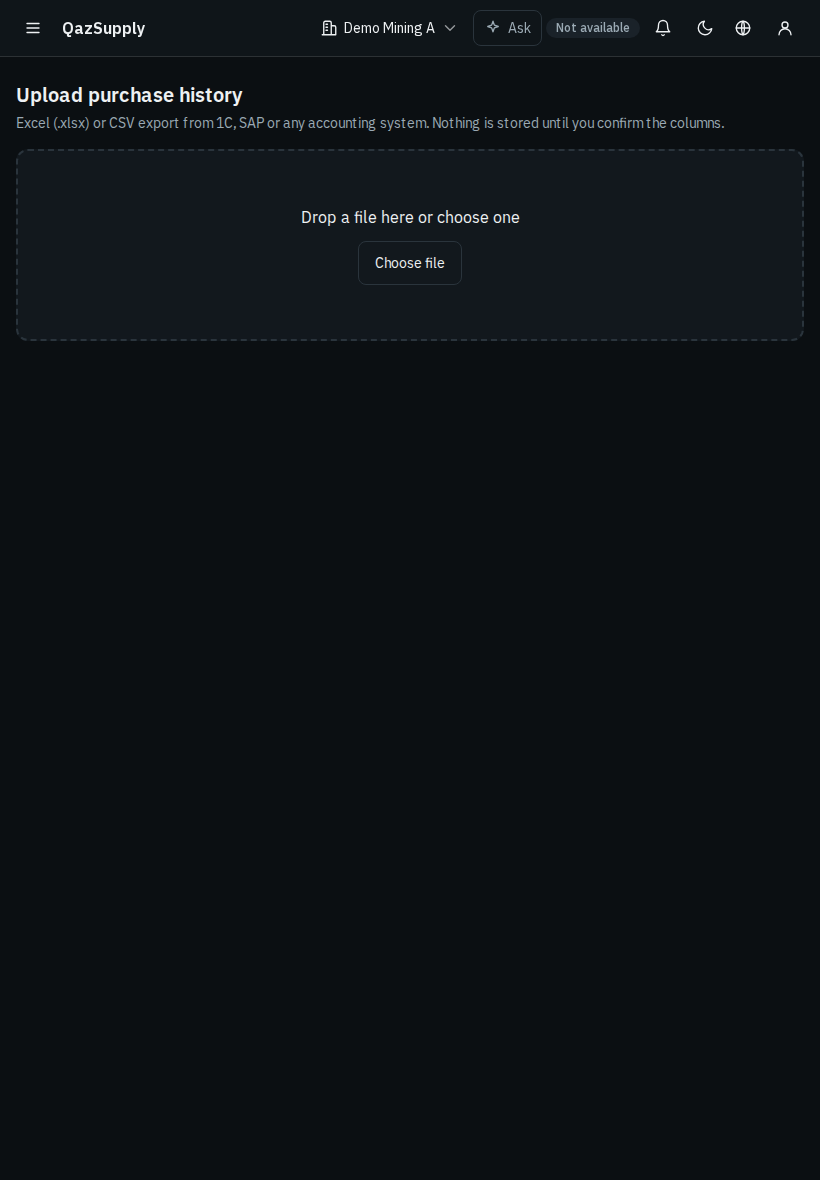 QazSupply
Demo Mining A
Ask
Not available
Upload purchase history
Excel (.xlsx) or CSV export from 1C, SAP or any accounting system. Nothing is stored until you confirm the columns.
Drop a file here or choose one
Choose file